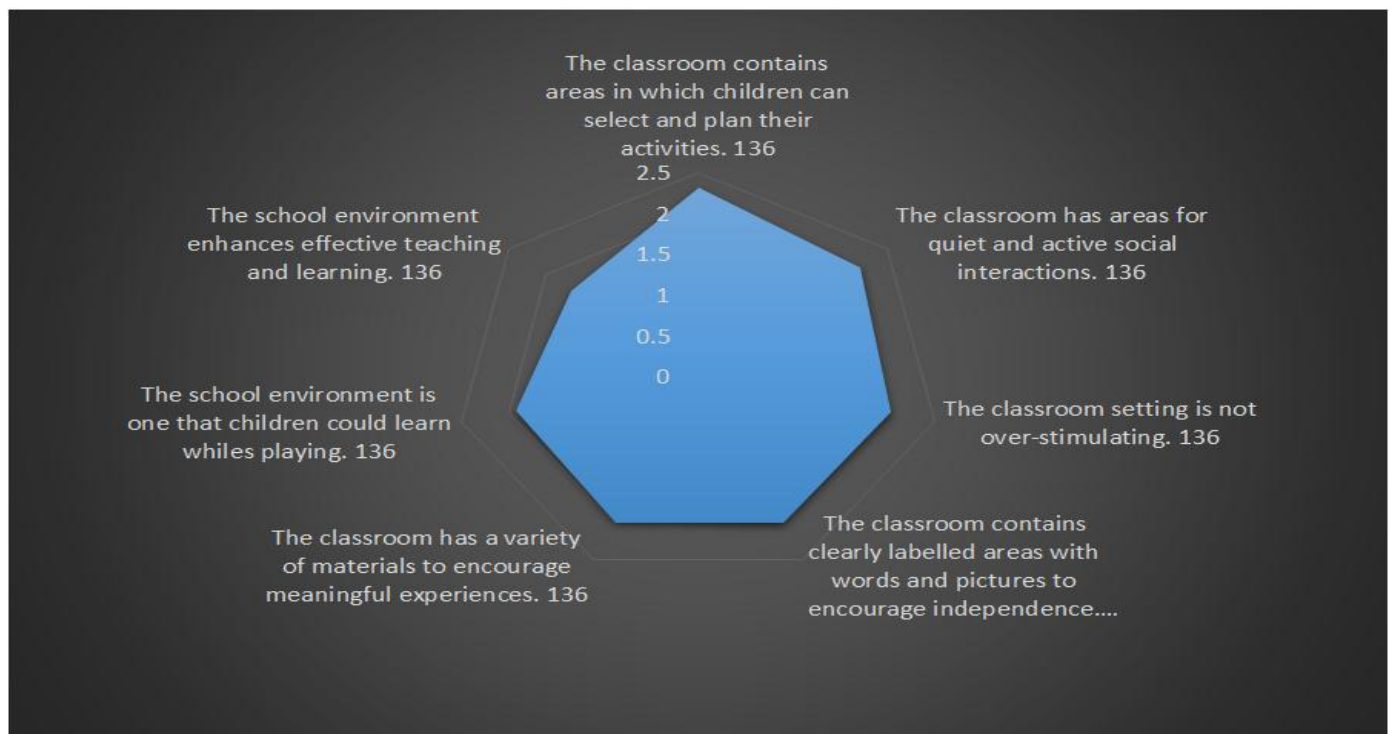 The classroom contains
areas in which children can
select and plan their
activities. 136
2.5
2
1.5
1
0.5
0
The classroom has areas for
quiet and active social
interactions. 136
The classroom setting is not
over-stimulating. 136
The classroom contains
clearly labelled areas with
words and pictures to
encourage independence....
The classroom has a variety
of materials to encourage
meaningful experiences. 136
The school environment is
one that children could learn
whiles playing. 136
The school environment
enhances effective teaching
and learning. 136